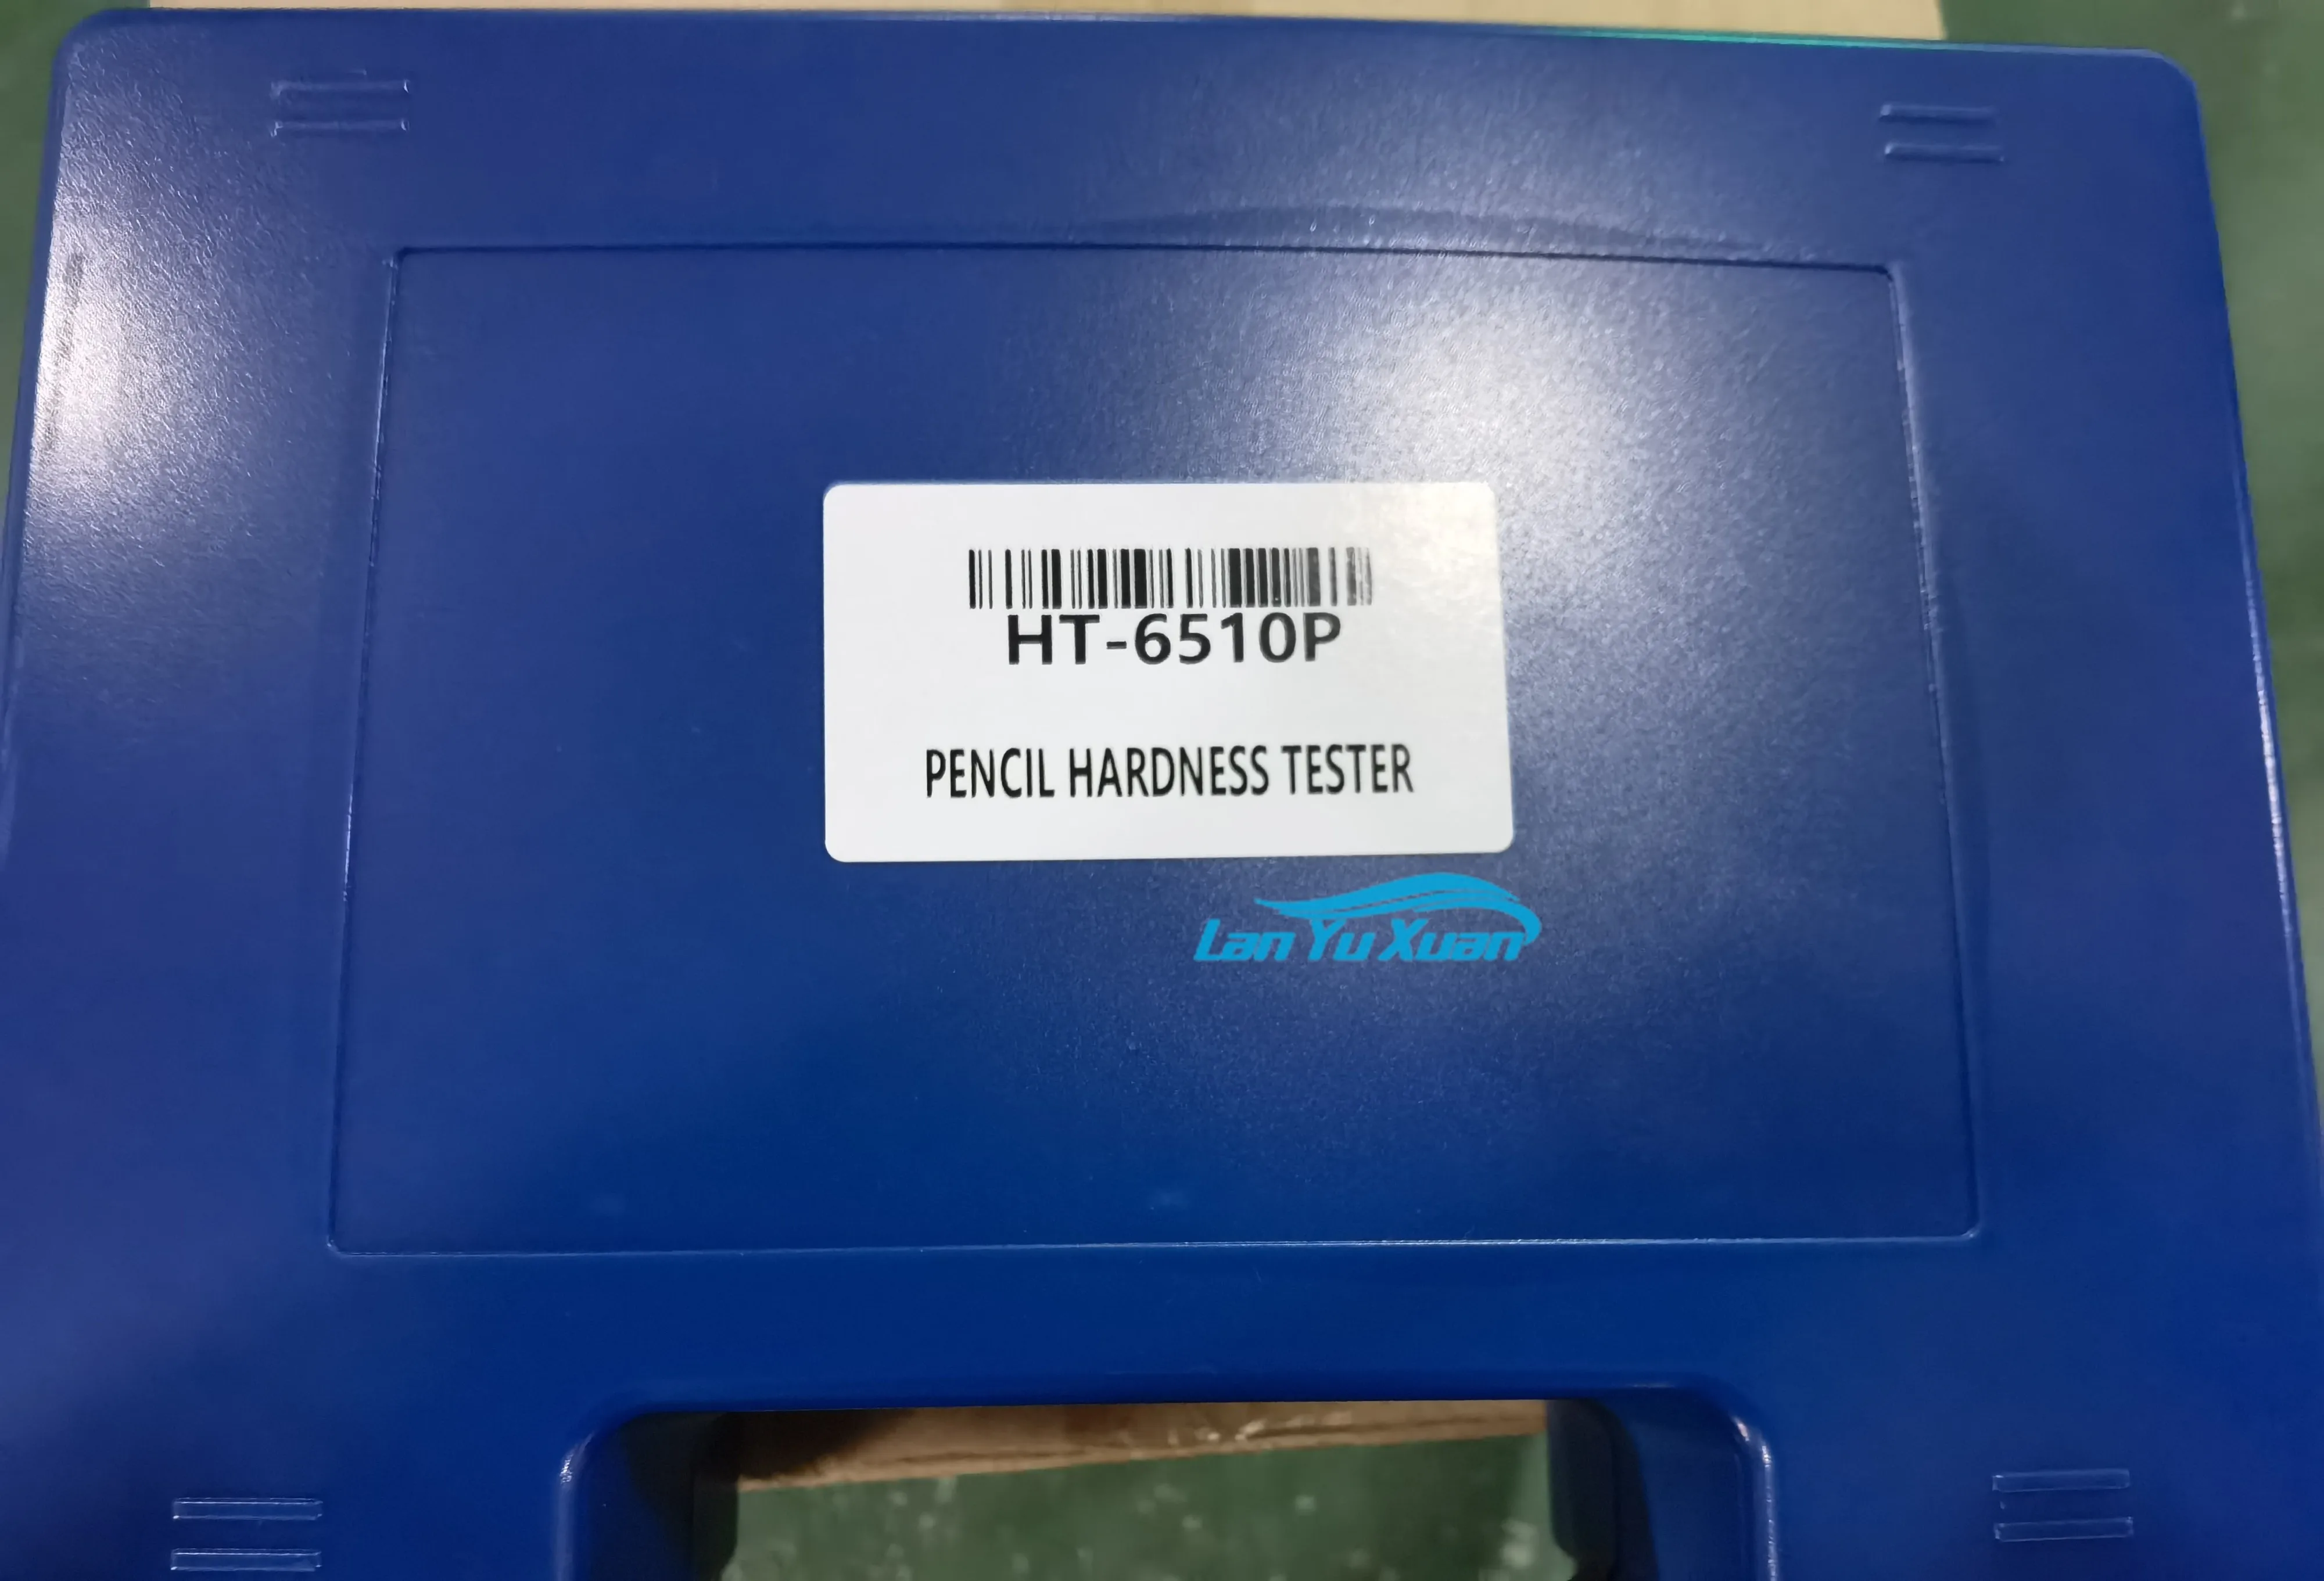 HT-6510P
PENCIL HARDNESS TESTER
Lan Yu Xuan